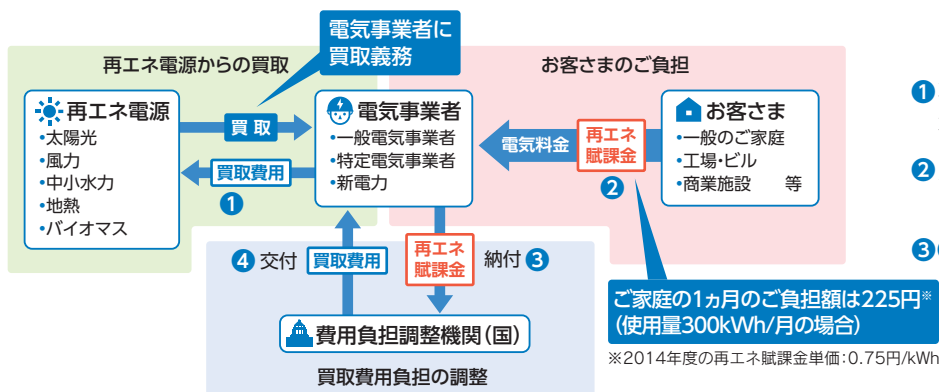 電気事業者に
買取義務
再エネ電源からの買取
お客さまのご負担
再エネ電源
•太陽光
•風力
•中小水力
•地熱
•バイオマス
買取
買取費用
❶
電気事業者
•一般電気事業者
•特定電気事業者
•新電力
電気料金
再エネ
賦課金
❷
お客さま
•一般のご家庭
•工場・ビル
•商業施設 等
❹ 交付
買取費用
再エネ
賦課金
納付 ❸
費用負担調整機関(国)
買取費用負担の調整
ご家庭の1ヵ月のご負担額は225円※
(使用量300kWh/月の場合)
※2014年度の再エネ賦課金単価:0.75円/kWh
❶
❷
❸